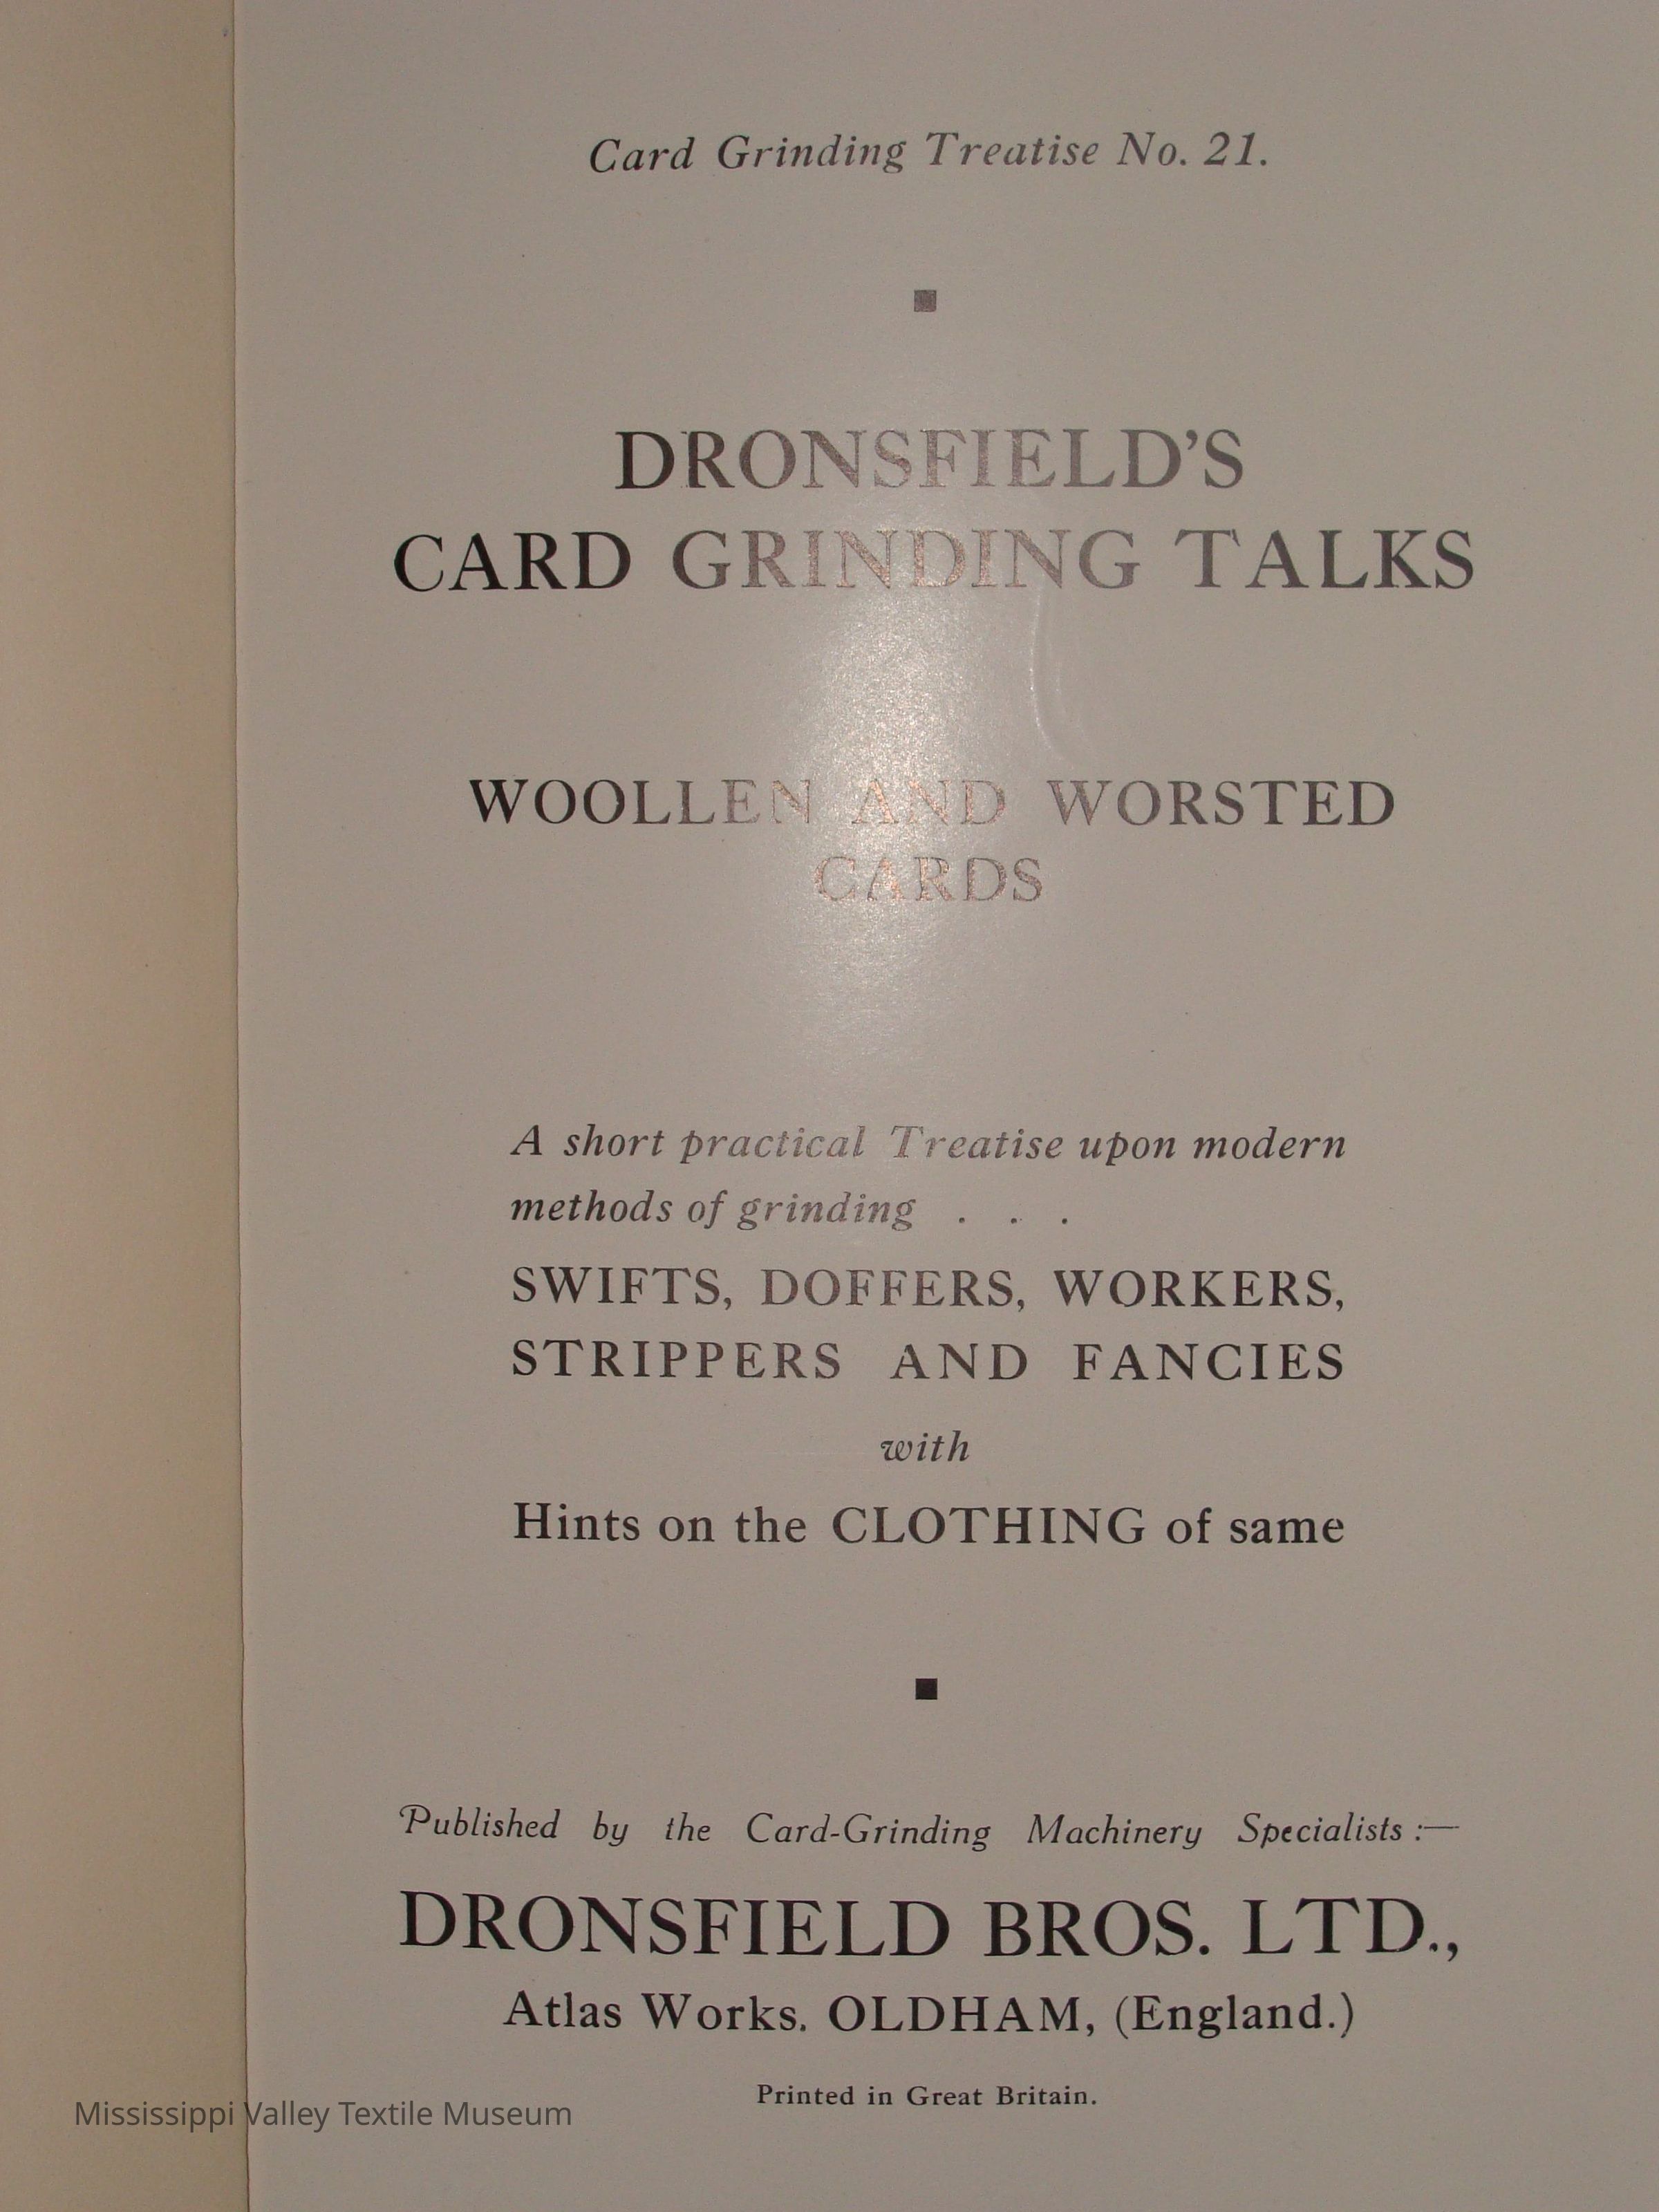 Card Grinding Treatise No. 21.
DRONSFIELD'S
CARD GRINDING TALKS
WOOLLEN AND WORSTED
CARDS
A short practical Treatise upon modern
methods of grinding . . .
SWIFTS, DOFFERS, WORKERS,
STRIPPERS AND FANCIES
with
Hints on the CLOTHING of same
Published by the Card-Grinding Machinery Specialists :—
DRONSFIELD BROS. LTD.,
Atlas Works. OLDHAM, (England.)
Printed in Great Britain.
Mississippi Valley Textile Museum